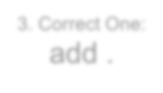 3. Correct One:
add .